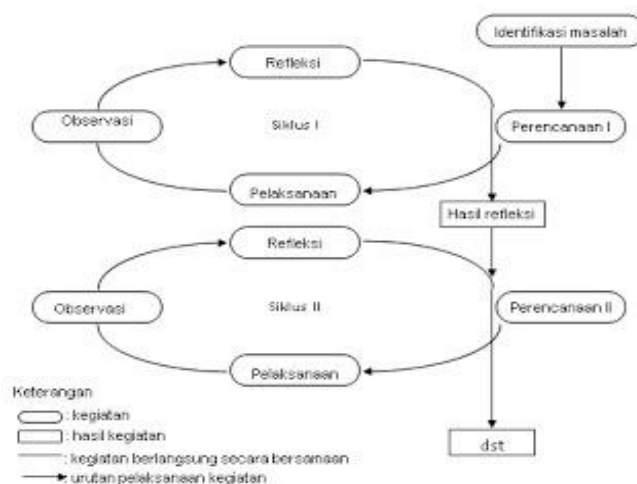 Identifikasi masalah
Refleksi
Observasi
Siklus I
Perencanaan I
Pelaksanaan
Hasil refleksi
Refleksi
Observasi
Siklus II
Perencanaan II
Pelaksanaan
Keterangan
: kegiatan
: hasil kegiatan
: kegiatan berlangsung secara bersamaan
: urutan pelaksanaan kegiatan
dst